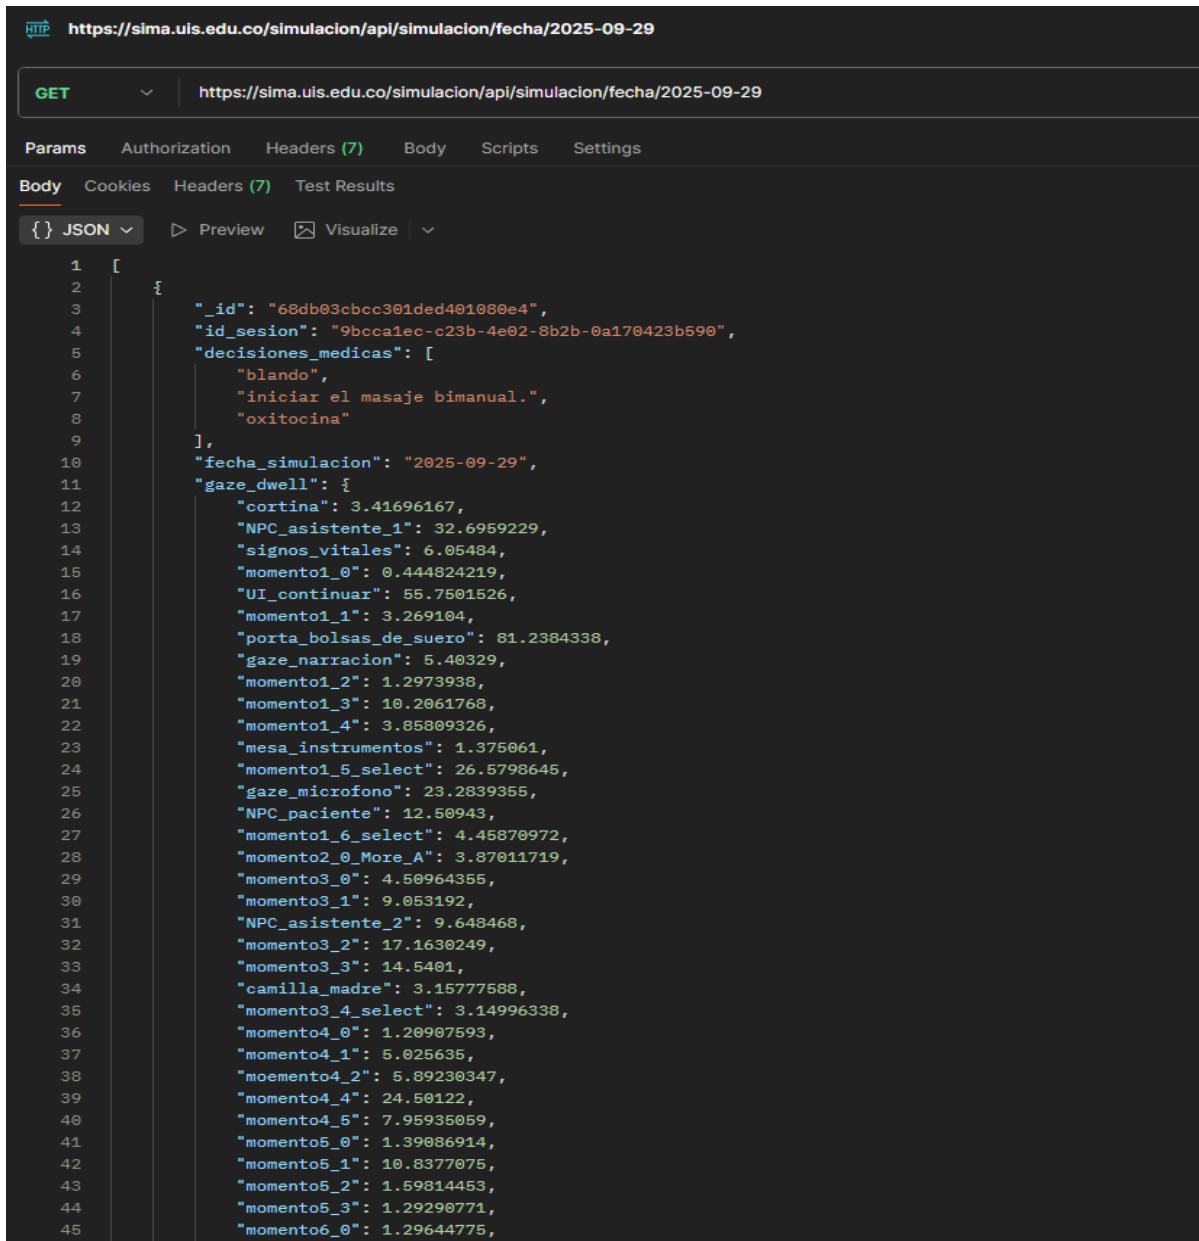 HTTP https://sima.uis.edu.co/simulacion/api/simulacion/fecha/2025-09-29
GET https://sima.uis.edu.co/simulacion/api/simulacion/fecha/2025-09-29
Params Authorization Headers (7) Body Scripts Settings
Body Cookies Headers (7) Test Results
{ } JSON Preview Visualize
1 [
2 {
3 "_id": "68db03cbcc301ded401080e4",
4 "id_sesion": "9bcca1ec-c23b-4e02-8b2b-0a170423b590",
5 "decisiones_medicas": [
6 "blando",
7 "iniciar el masaje bimanual.",
8 "oxitocina"
9 ],
10 "fecha_simulacion": "2025-09-29",
11 "gaze_dwell": {
12 "cortina": 3.41696167,
13 "NPC_asistente_1": 32.6959229,
14 "signos_vitales": 6.05484,
15 "momento1_0": 0.444824219,
16 "UI_continuar": 55.7501526,
17 "momento1_1": 3.269104,
18 "porta_bolsas_de_suero": 81.2384338,
19 "gaze_narracion": 5.40329,
20 "momento1_2": 1.2973938,
21 "momento1_3": 10.2061768,
22 "momento1_4": 3.85809326,
23 "mesa_instrumentos": 1.375061,
24 "momento1_5_select": 26.5798645,
25 "gaze_microfono": 23.2839355,
26 "NPC_paciente": 12.50943,
27 "momento1_6_select": 4.45870972,
28 "momento2_0_More_A": 3.87011719,
29 "momento3_0": 4.50964355,
30 "momento3_1": 9.053192,
31 "NPC_asistente_2": 9.648468,
32 "momento3_2": 17.1630249,
33 "momento3_3": 14.5401,
34 "camilla_madre": 3.15777588,
35 "momento3_4_select": 3.14996338,
36 "momento4_0": 1.20907593,
37 "momento4_1": 5.025635,
38 "moemento4_2": 5.89230347,
39 "momento4_4": 24.50122,
40 "momento4_5": 7.95935059,
41 "momento5_0": 1.39086914,
42 "momento5_1": 10.8377075,
43 "momento5_2": 1.59814453,
44 "momento5_3": 1.29290771,
45 "momento6_0": 1.29644775,